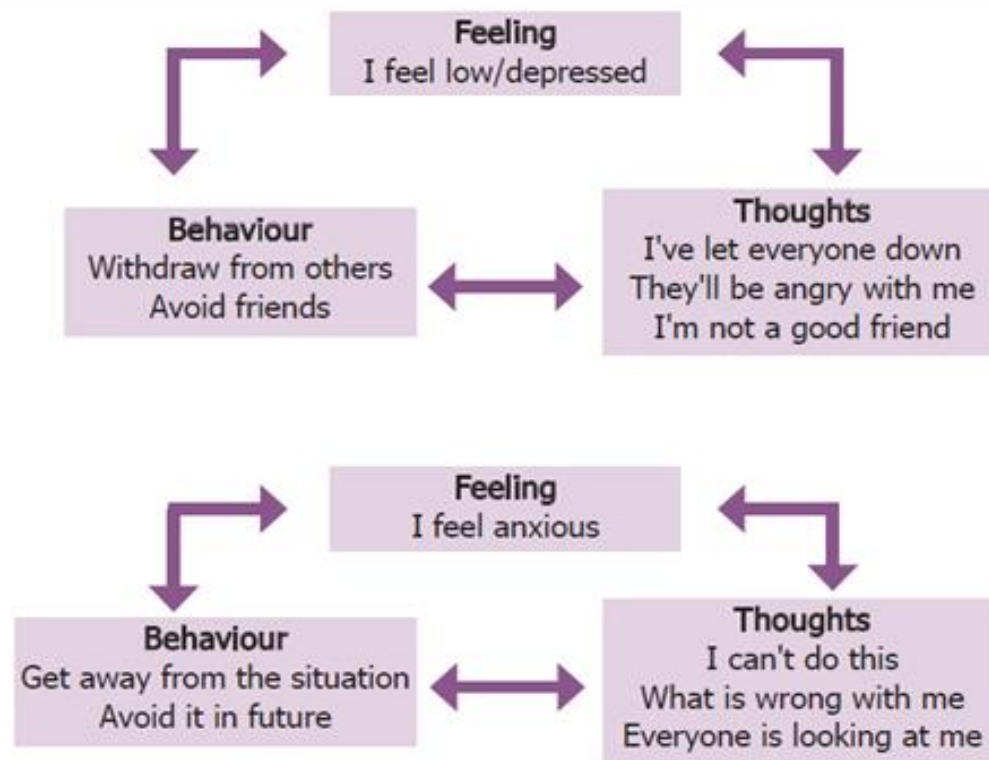 Feeling
I feel low/depressed
Behaviour
Withdraw from others
Avoid friends
Thoughts
I've let everyone down
They'll be angry with me
I'm not a good friend
Feeling
I feel anxious
Behaviour
Get away from the situation
Avoid it in future
Thoughts
I can't do this
What is wrong with me
Everyone is looking at me